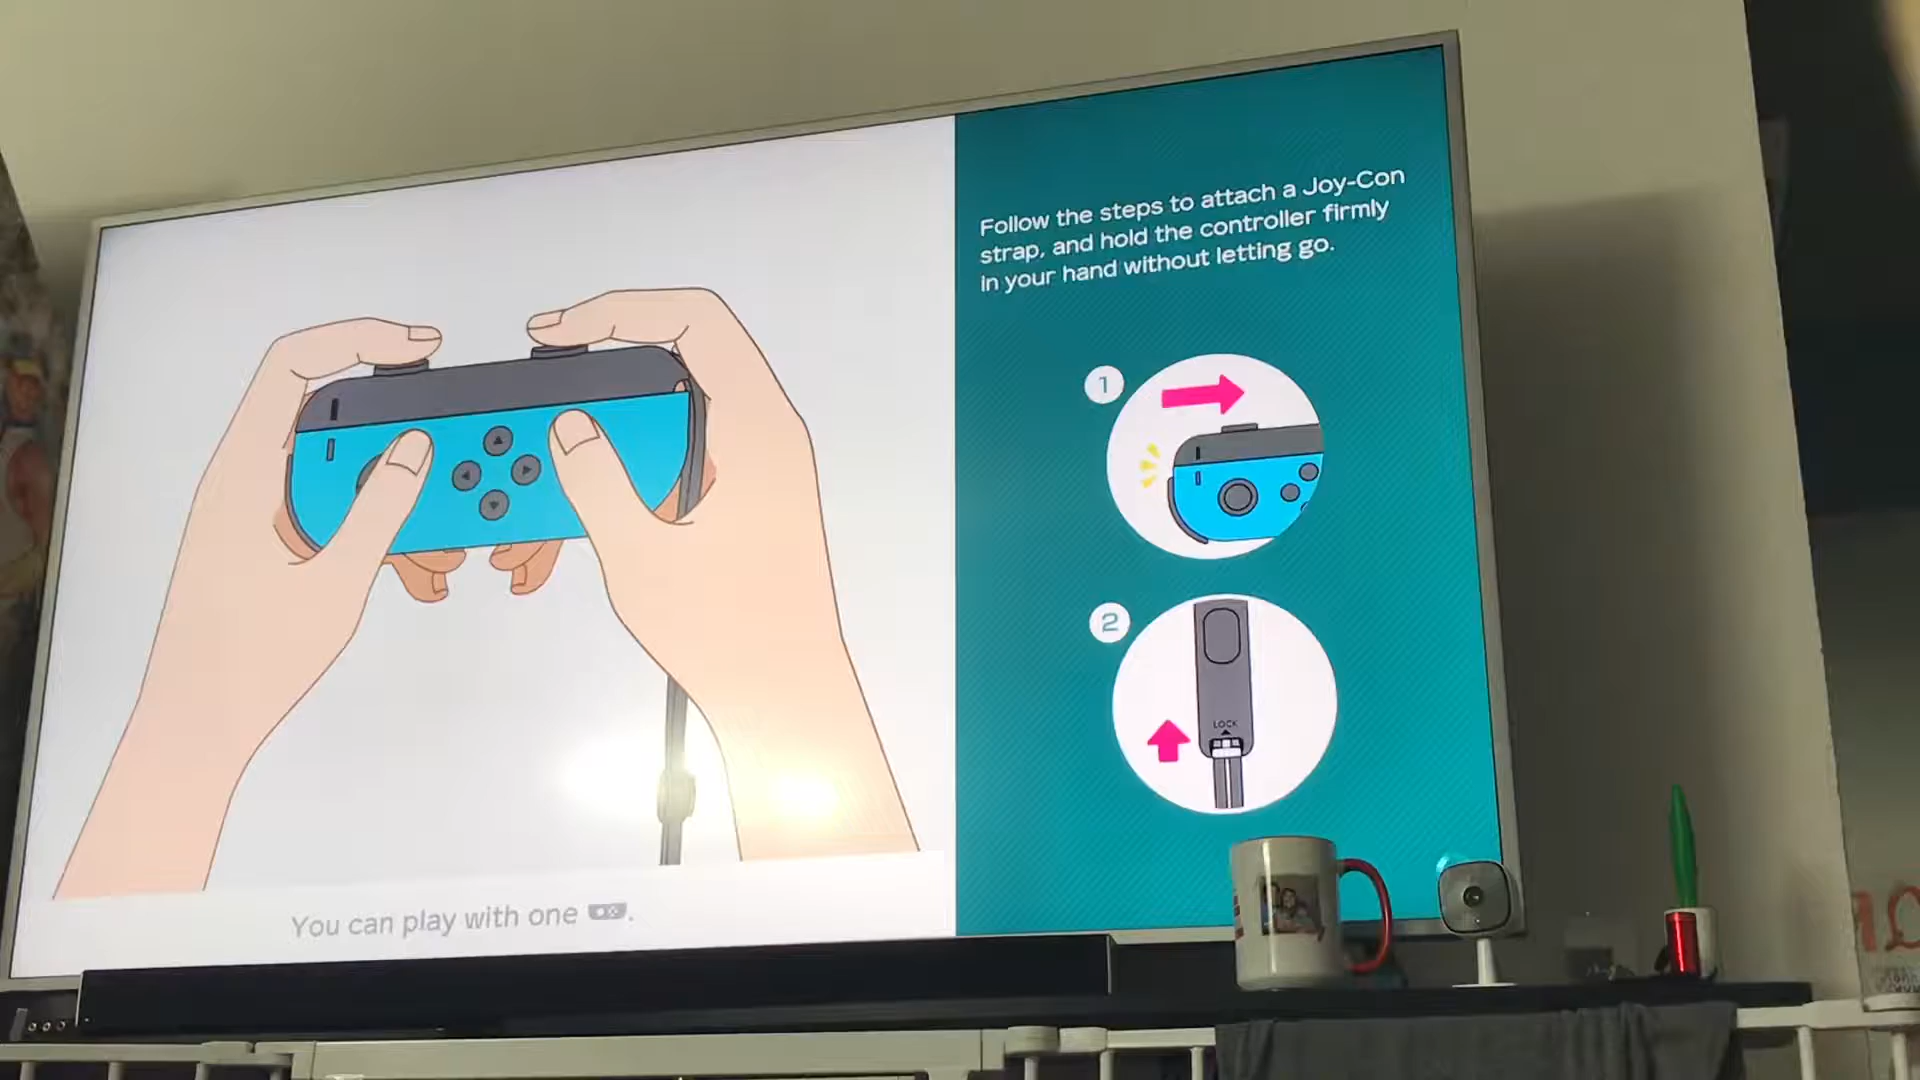 Follow the steps to attach a Joy-Con
strap, and hold the controller firmly
in your hand without letting go.
1
2
LOCK
You can play with one